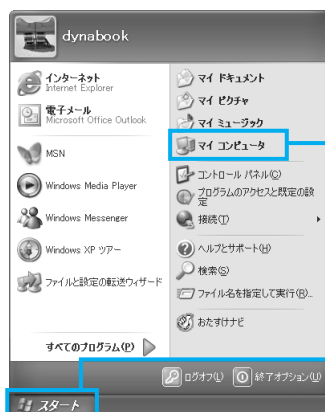 dynabook
インターネット
Internet Explorer
電子メール
Microsoft Office Outlook
MSN
Windows Media Player
Windows Messenger
Windows XP ツアー
ファイルと設定の転送ウィザード
すべてのプログラム(P)
マイ ドキュメント
マイ ピクチャ
マイ ミュージック
マイ コンピュータ
コントロール パネル(C)
プログラムのアクセスと既定の設
定
接続(T)
ヘルプとサポート(H)
検索(S)
ファイル名を指定して実行(R)...
おたすけナビ
ログオフ(L)
終了オプション(U)
スタート